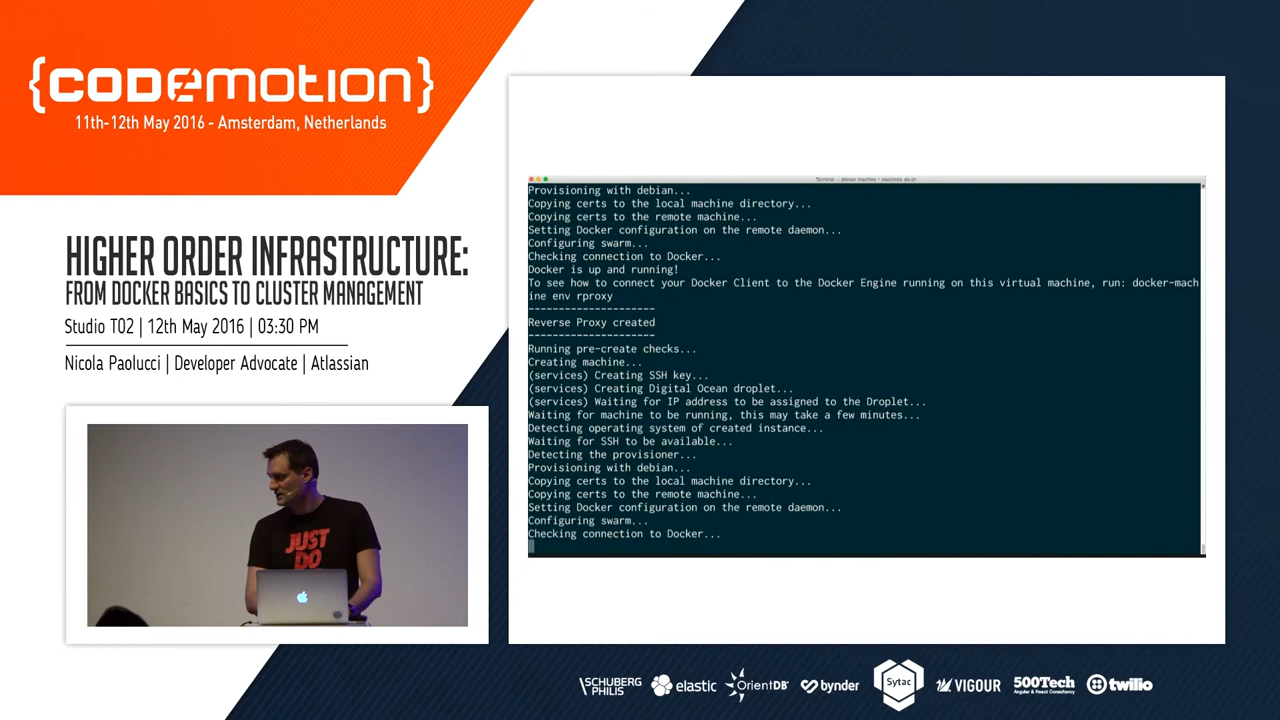 {CODEMOTION}
11th-12th May 2016 - Amsterdam, Netherlands
HIGHER ORDER INFRASTRUCTURE:
FROM DOCKER BASICS TO CLUSTER MANAGEMENT
Studio T02 | 12th May 2016 | 03:30 PM
Nicola Paolucci | Developer Advocate | Atlassian
JUST
DO
Provisioning with debian...
Copying certs to the local machine directory...
Copying certs to the remote machine...
Setting Docker configuration on the remote daemon...
Configuring swarm...
Checking connection to Docker...
Docker is up and running!
To see how to connect your Docker Client to the Docker Engine running on this virtual machine, run: docker-mach
ine env rproxy
---------------------
Reverse Proxy created
---------------------
Running pre-create checks...
Creating machine...
(services) Creating SSH key...
(services) Creating Digital Ocean droplet...
(services) Waiting for IP address to be assigned to the Droplet...
Waiting for machine to be running, this may take a few minutes...
Detecting operating system of created instance...
Waiting for SSH to be available...
Detecting the provisioner...
Provisioning with debian...
Copying certs to the local machine directory...
Copying certs to the remote machine...
Setting Docker configuration on the remote daemon...
Configuring swarm...
Checking connection to Docker...
SCHUBERG
PHILIS
elastic
OrientDB
bynder
Sytac
VIGOUR
500Tech
Angular & React Consultancy
twilio